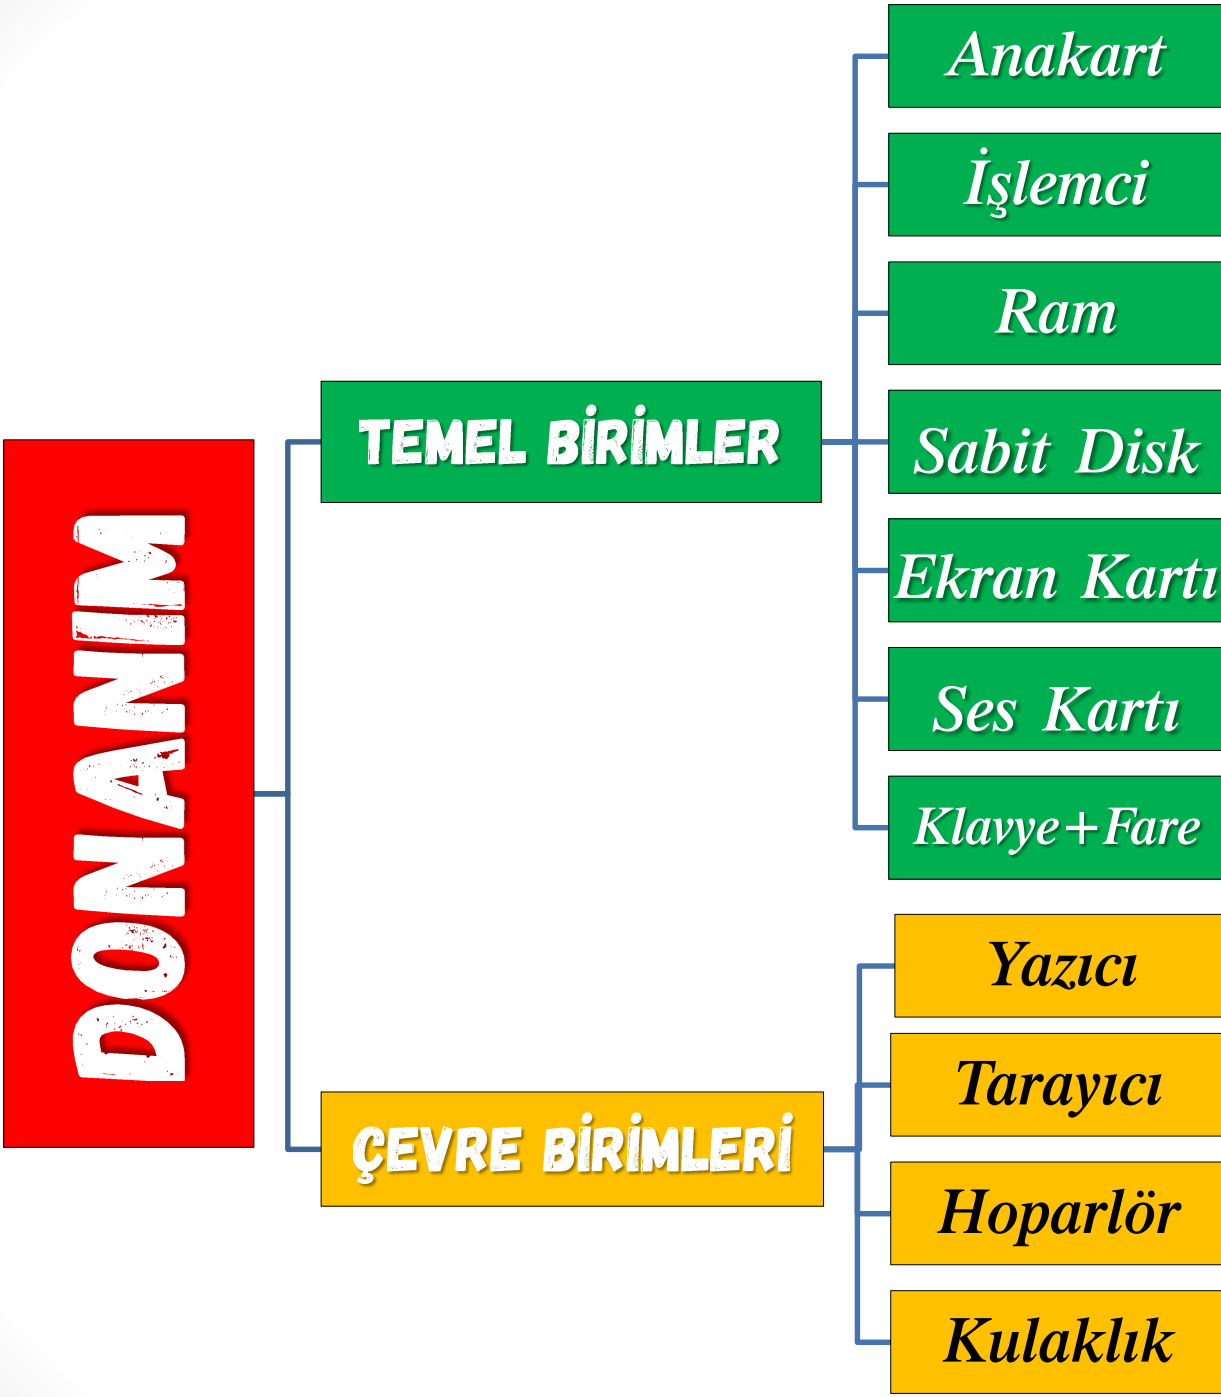 DONANIM
TEMEL BİRİMLER
Anakart
İşlemci
Ram
Sabit Disk
Ekran Kartı
Ses Kartı
Klavye+Fare
ÇEVRE BİRİMLERİ
Yazıcı
Tarayıcı
Hoparlör
Kulaklık